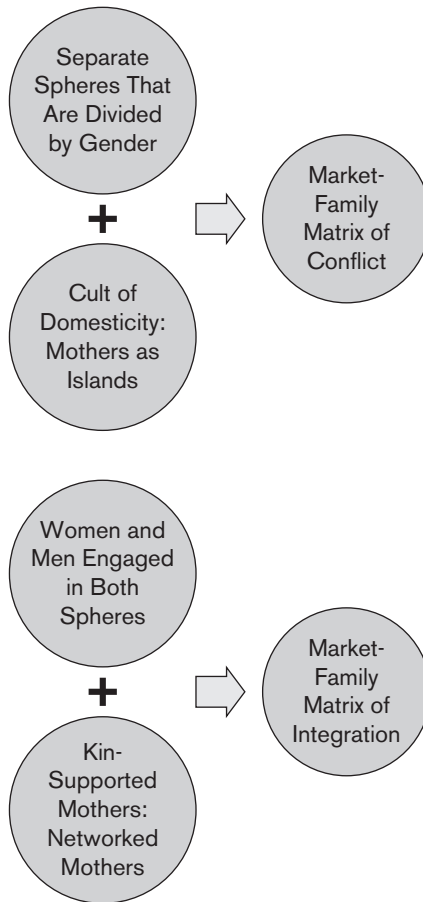 Separate
Spheres That
Are Divided
by Gender
+
Cult of
Domesticity:
Mothers as
Islands
Market-
Family
Matrix of
Conflict
Women and
Men Engaged
in Both
Spheres
+
Kin-
Supported
Mothers:
Networked
Mothers
Market-
Family
Matrix of
Integration